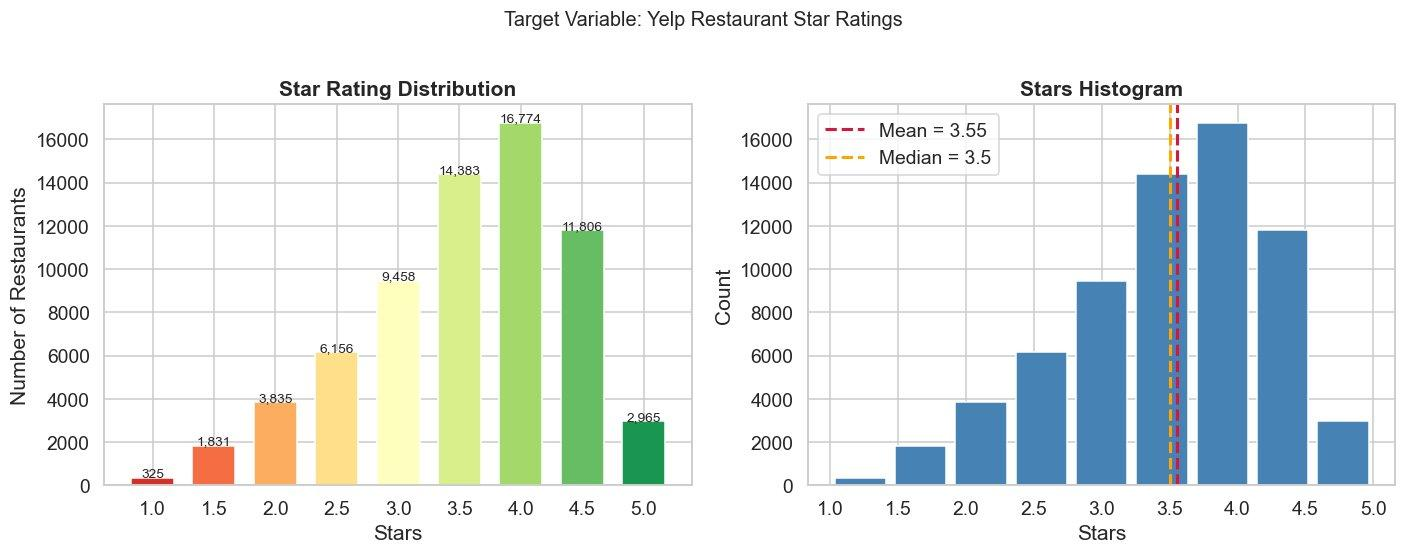 Target Variable: Yelp Restaurant Star Ratings
Star Rating Distribution
Number of Restaurants
16000
14000
12000
10000
8000
6000
4000
2000
0
325
1,831
3,835
6,156
9,458
14,383
16,774
11,806
2,965
1.0 1.5 2.0 2.5 3.0 3.5 4.0 4.5 5.0
Stars
Stars Histogram
Mean = 3.55
Median = 3.5
Count
16000
14000
12000
10000
8000
6000
4000
2000
0
1.0 1.5 2.0 2.5 3.0 3.5 4.0 4.5 5.0
Stars